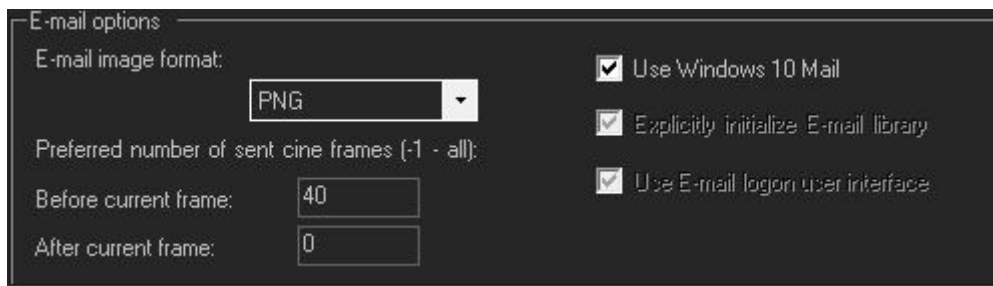 E-mail options
E-mail image format:
PNG
Preferred number of sent cine frames (-1 - all):
Before current frame: 40
After current frame: 0
Use Windows 10 Mail
Explicitly initialize E-mail library
Use E-mail logon user interface